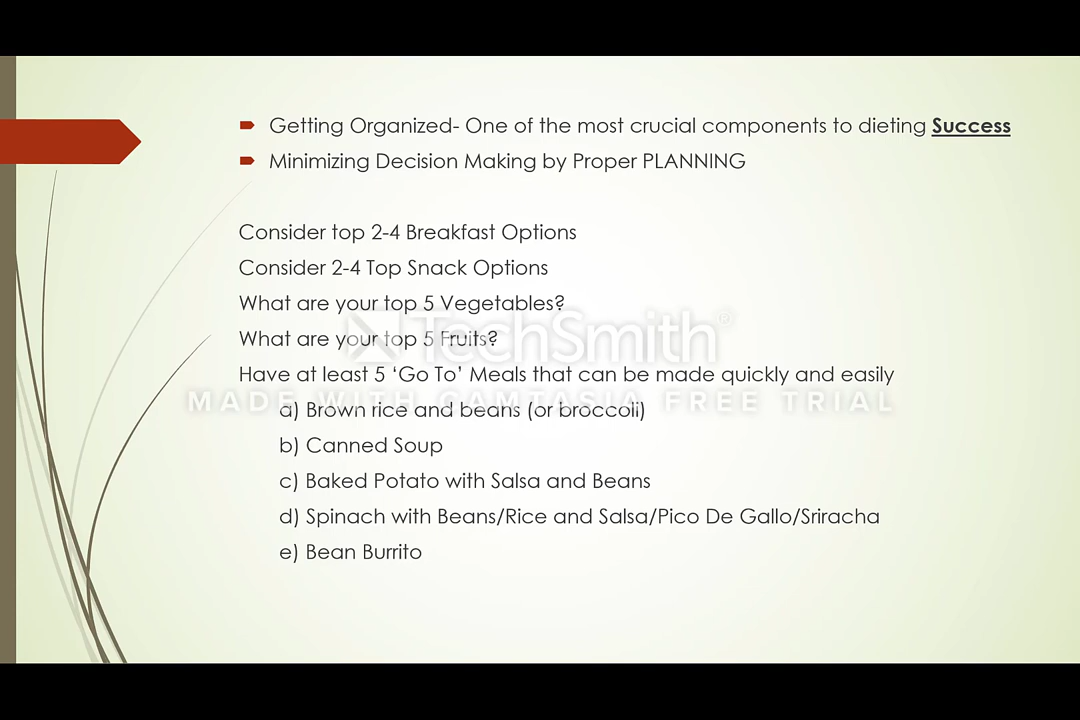 Getting Organized- One of the most crucial components to dieting Success
Minimizing Decision Making by Proper PLANNING
Consider top 2-4 Breakfast Options
Consider 2-4 Top Snack Options
What are your top 5 Vegetables?
What are your top 5 Fruits?
TechSmith®
Have at least 5 ‘Go To’ Meals that can be made quickly and easily
MADE WITH CAMTASIA FREE TRIAL
a) Brown rice and beans (or broccoli)
b) Canned Soup
c) Baked Potato with Salsa and Beans
d) Spinach with Beans/Rice and Salsa/Pico De Gallo/Sriracha
e) Bean Burrito